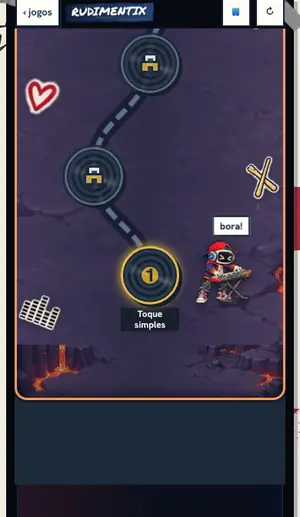 ‹ jogos
RUDIMENTIX
↻
bora!
1
Toque
simples